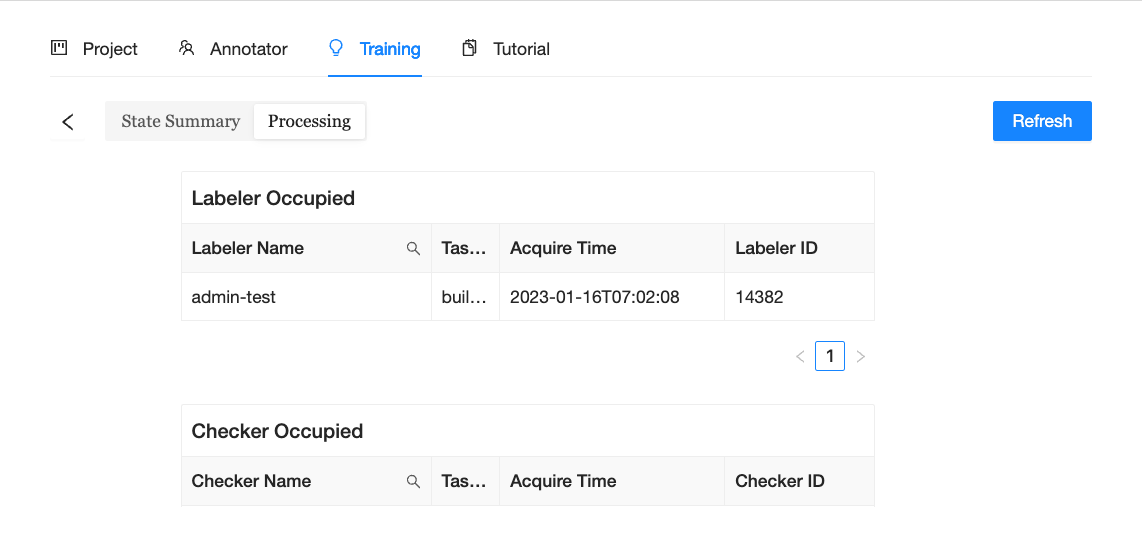 Project Annotator Training Tutorial
State Summary Processing Refresh
Labeler Occupied
Labeler Name Tas... Acquire Time Labeler ID
admin-test buil... 2023-01-16T07:02:08 14382
< 1 >
Checker Occupied
Checker Name Tas... Acquire Time Checker ID